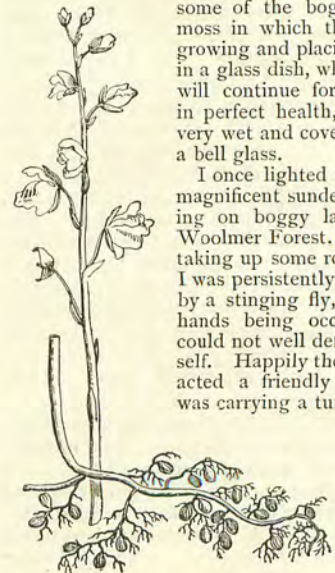 some of the bog
moss in which th
growing and placi
in a glass dish, wh
will continue for
in perfect health,
very wet and cove
a bell glass.
I once lighted
magnificent sunde
ing on boggy la
Woolmer Forest.
taking up some ro
I was persistently
by a stinging fly,
hands being occ
could not well de
self. Happily the
acted a friendly
was carrying a tu